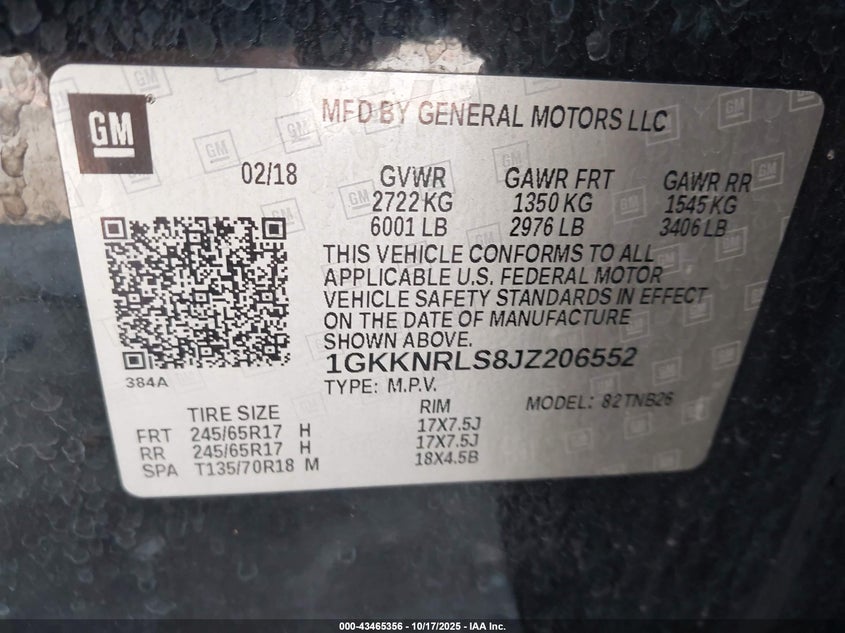 GM
MFD BY GENERAL MOTORS LLC
02/18 GVWR GAWR FRT GAWR RR
2722 KG 1350 KG 1545 KG
6001 LB 2976 LB 3406 LB
THIS VEHICLE CONFORMS TO ALL
APPLICABLE U.S. FEDERAL MOTOR
VEHICLE SAFETY STANDARDS IN EFFECT
ON THE DATE OF MANUFACTURE
SHOWN ABOVE.
1GKKNRLS8JZ206552
384A
TYPE: M.P.V. MODEL: 82TNB26
TIRE SIZE RIM
FRT 245/65R17 H 17X7.5J
RR 245/65R17 H 17X7.5J
SPA T135/70R18 M 18X4.5B
000-43465356 | 10/17/2025 - IAA Inc.